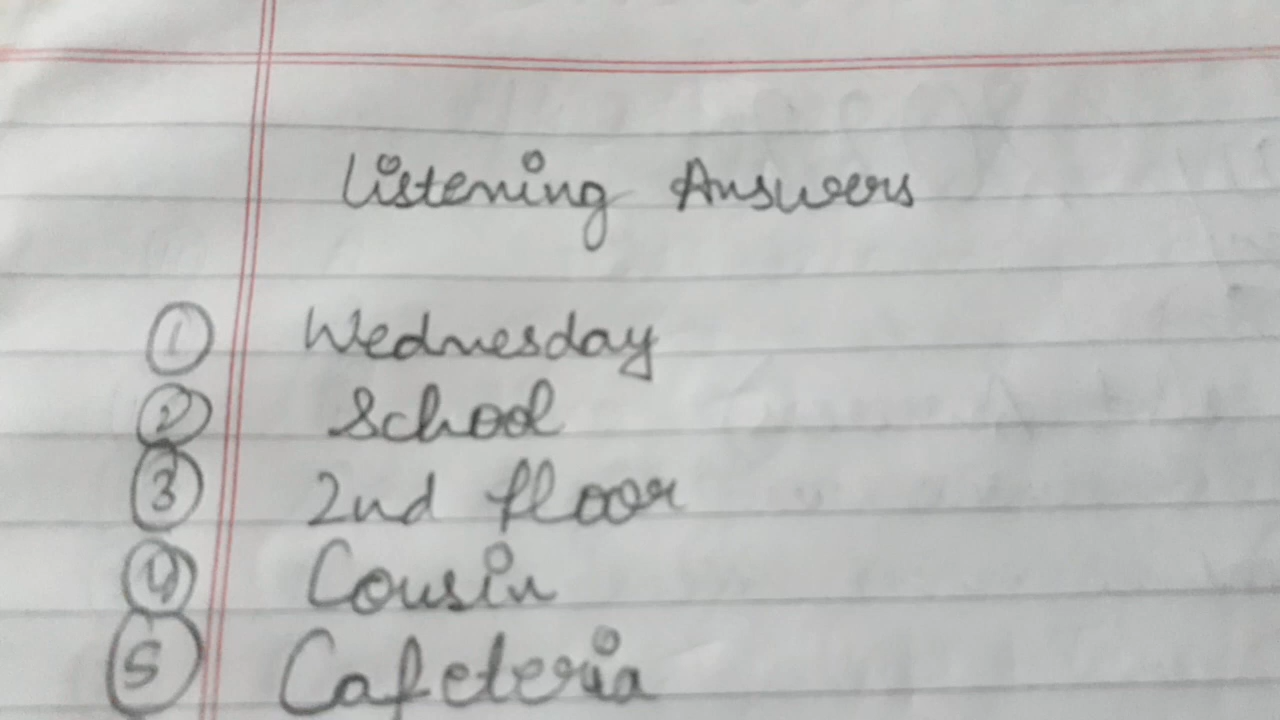 Listening Answers
1 Wednesday
2 School
3 2nd floor
4 Cousin
5 Cafeteria